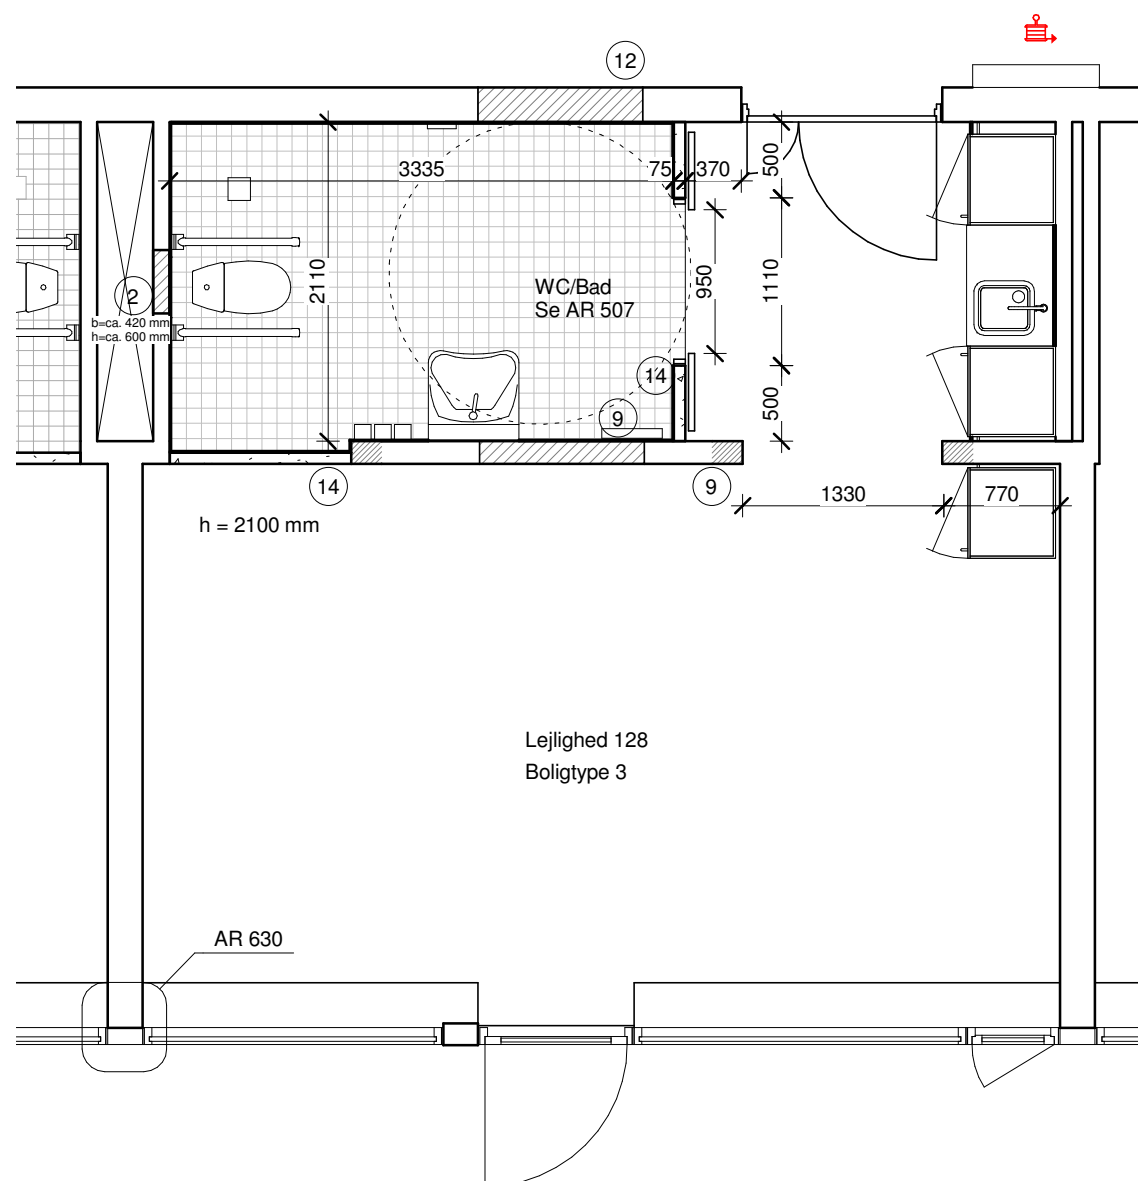 12
3335
75
370
500
2110
950
1110
2
b=ca. 420 mm
h=ca. 600 mm
WC/Bad
Se AR 507
14
9
500
14
9
1330
770
h = 2100 mm
Lejlighed 128
Boligtype 3
AR 630